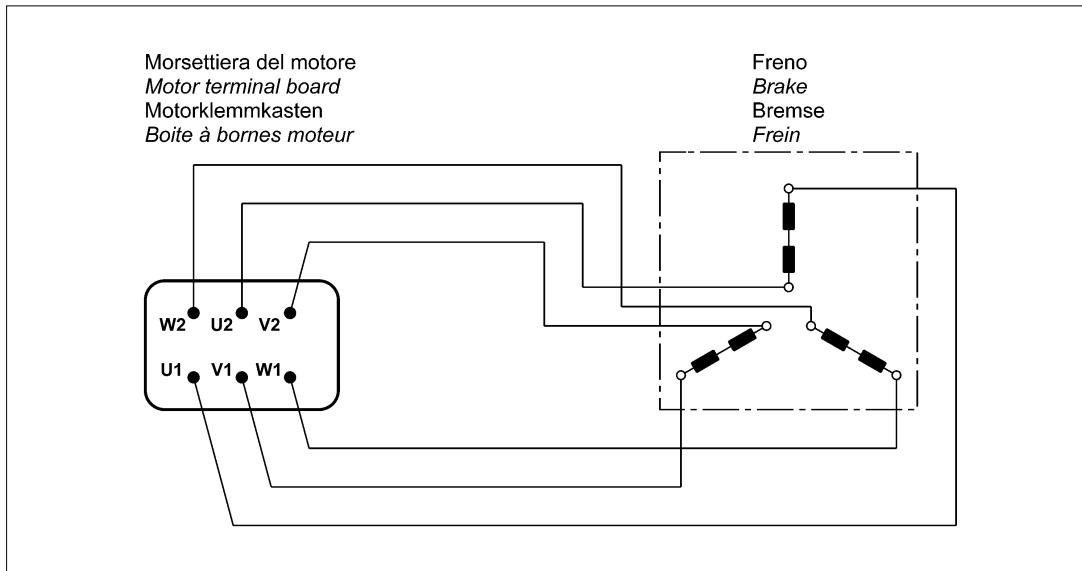 Morsettiera del motore
Motor terminal board
Motorklemmkasten
Boite à bornes moteur
Freno
Brake
Bremse
Frein
W2 U2 V2
U1 V1 W1